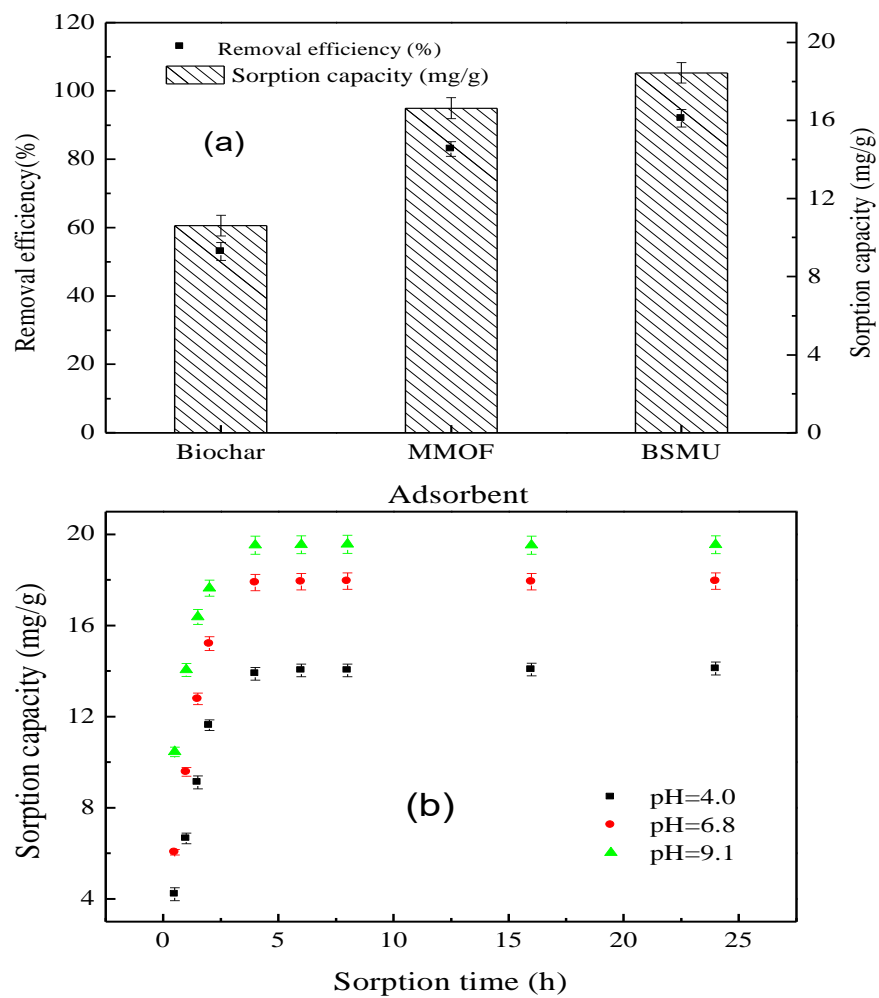 120
100
80
60
40
20
0
Removal efficiency(%)
Removal efficiency (%)
Sorption capacity (mg/g)
(a)
20
16
12
8
4
0
Sorption capacity (mg/g)
Biochar MMOF BSMU
Adsorbent
20
16
12
8
4
Sorption capacity (mg/g)
(b)
pH=4.0
pH=6.8
pH=9.1
0 5 10 15 20 25
Sorption time (h)